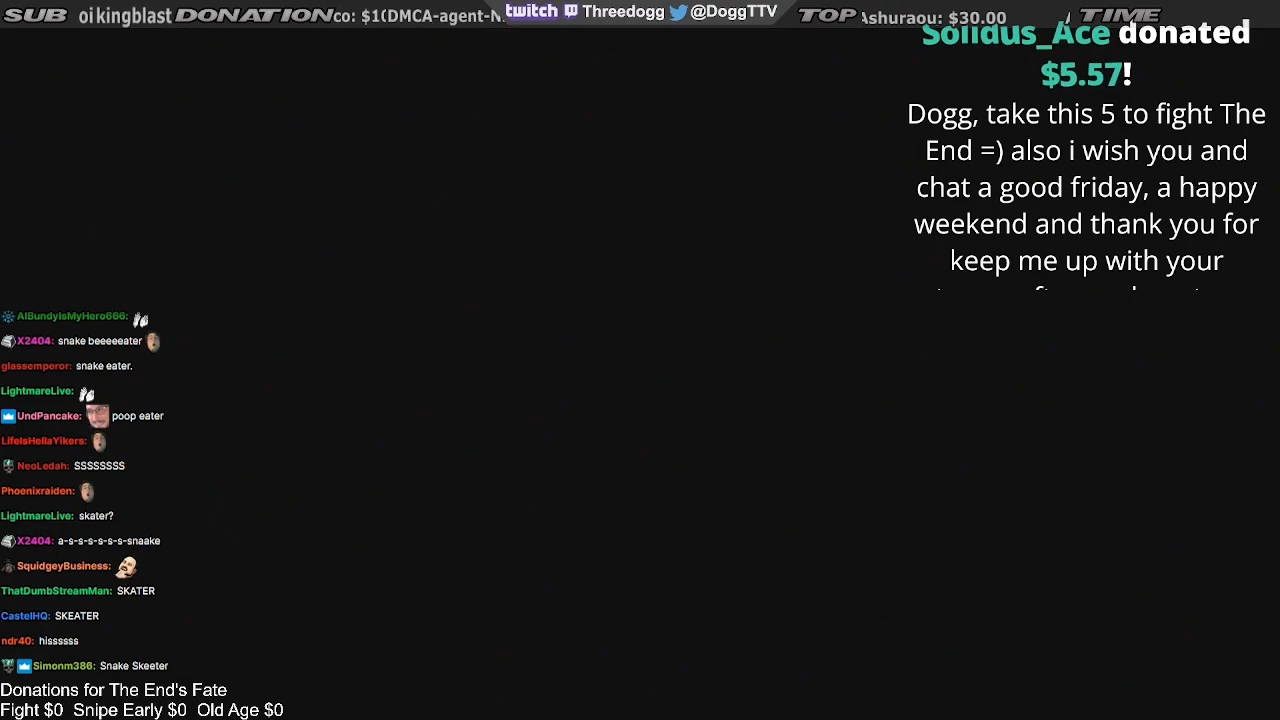 SUB oikingblast DONATION co: $10 DMCA-agent-N twitch Threedogg @DoggTTV TOP Ashuraou: $30.00 TIME
Solidus_Ace donated
$5.57!
Dogg, take this 5 to fight The
End =) also i wish you and
chat a good friday, a happy
weekend and thank you for
keep me up with your
AlBundyIsMyHero666:
X2404: snake beeeeeater
glassemperor: snake eater.
LightmareLive:
UndPancake: poop eater
LifeIsHellaYikers:
NeoLedah: SSSSSSSS
Phoenixraiden:
LightmareLive: skater?
X2404: a-s-s-s-s-s-s-snaake
SquidgeyBusiness:
ThatDumbStreamMan: SKATER
CastelHQ: SKEATER
ndr40: hissssss
Simonm386: Snake Skeeter
Donations for The End's Fate
Fight $0 Snipe Early $0 Old Age $0